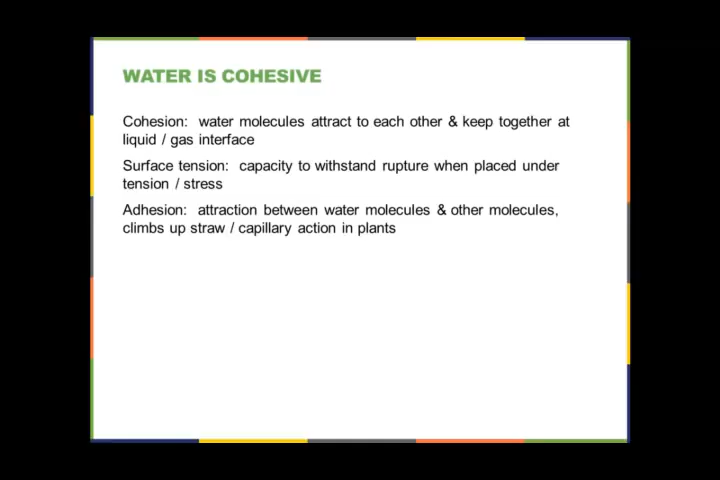 WATER IS COHESIVE
Cohesion: water molecules attract to each other & keep together at
liquid / gas interface
Surface tension: capacity to withstand rupture when placed under
tension / stress
Adhesion: attraction between water molecules & other molecules,
climbs up straw / capillary action in plants